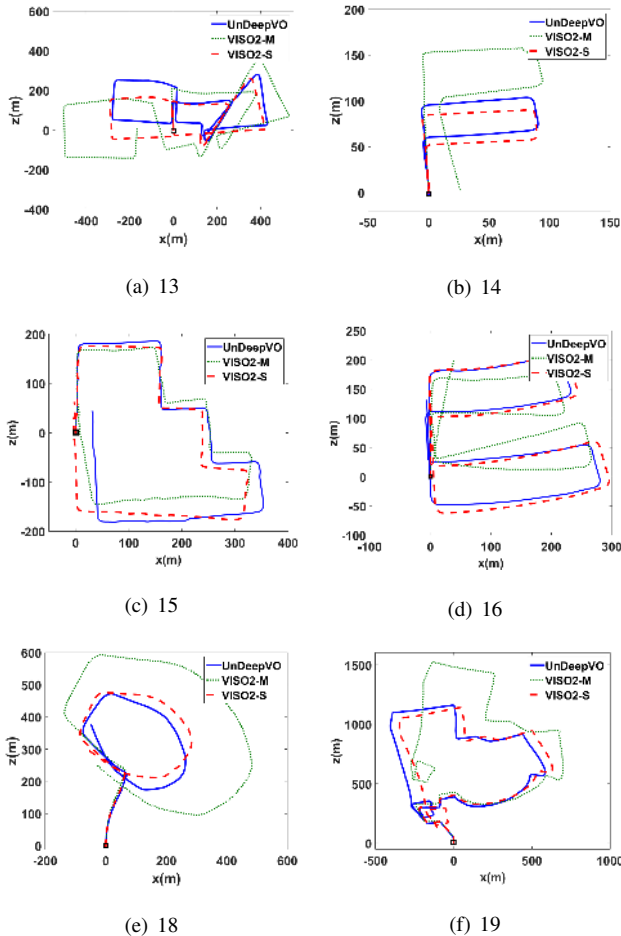 600
400
200
0
-200
-400
-400 -200 0 200 400 600
z(m)
x(m)
UnDeepVO
VISO2-M
VISO2-S
(a) 13
200
150
100
50
0
-50 0 50 100 150
z(m)
x(m)
UnDeepVO
VISO2-M
VISO2-S
(b) 14
200
100
0
-100
-200
0 100 200 300 400
z(m)
x(m)
UnDeepVO
VISO2-M
VISO2-S
(c) 15
250
200
150
100
50
0
-50
-100
-100 0 100 200 300
z(m)
x(m)
UnDeepVO
VISO2-M
VISO2-S
(d) 16
600
500
400
300
200
100
0
-200 0 200 400 600
z(m)
x(m)
UnDeepVO
VISO2-M
VISO2-S
(e) 18
1500
1000
500
0
-500 0 500 1000
z(m)
x(m)
UnDeepVO
VISO2-M
VISO2-S
(f) 19